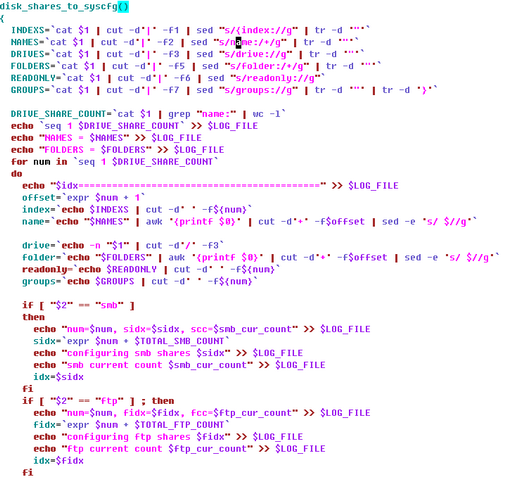 disk_shares_to_syscfg()
{
INDEXS=`cat $1 | cut -d'|' -f1 | sed "s/{index://g" | tr -d '"'`
NAMES=`cat $1 | cut -d'|' -f2 | sed "s/name:/+/g" | tr -d '"'`
DRIVES=`cat $1 | cut -d'|' -f3 | sed "s/drive://g" | tr -d '"'`
FOLDERS=`cat $1 | cut -d'|' -f5 | sed "s/folder:/+/g" | tr -d '"'`
READONLY=`cat $1 | cut -d'|' -f6 | sed "s/readonly://g"`
GROUPS=`cat $1 | cut -d'|' -f7 | sed "s/groups://g" | tr -d '"' | tr -d '}'`
DRIVE_SHARE_COUNT=`cat $1 | grep "name:" | wc -l`
echo `seq 1 $DRIVE_SHARE_COUNT` >> $LOG_FILE
echo "NAMES = $NAMES" >> $LOG_FILE
echo "FOLDERS = $FOLDERS" >> $LOG_FILE
for num in `seq 1 $DRIVE_SHARE_COUNT`
do
echo "$idx==========================================" >> $LOG_FILE
offset=`expr $num + 1`
index=`echo $INDEXS | cut -d' ' -f${num}`
name=`echo "$NAMES" | awk '{printf $0}' | cut -d'+' -f$offset | sed -e 's/ $//g'`
drive=`echo -n "$1" | cut -d'/' -f3`
folder=`echo "$FOLDERS" | awk '{printf $0}' | cut -d'+' -f$offset | sed -e 's/ $//g'`
readonly=`echo $READONLY | cut -d' ' -f${num}`
groups=`echo $GROUPS | cut -d' ' -f${num}`
if [ "$2" == "smb" ]
then
echo "num=$num, sidx=$sidx, scc=$smb_cur_count" >> $LOG_FILE
sidx=`expr $num + $TOTAL_SMB_COUNT`
echo "configuring smb shares $sidx" >> $LOG_FILE
echo "smb current count $smb_cur_count" >> $LOG_FILE
idx=$sidx
fi
if [ "$2" == "ftp" ] ; then
echo "num=$num, fidx=$fidx, fcc=$ftp_cur_count" >> $LOG_FILE
fidx=`expr $num + $TOTAL_FTP_COUNT`
echo "configuring ftp shares $fidx" >> $LOG_FILE
echo "ftp current count $ftp_cur_count" >> $LOG_FILE
idx=$fidx
fi